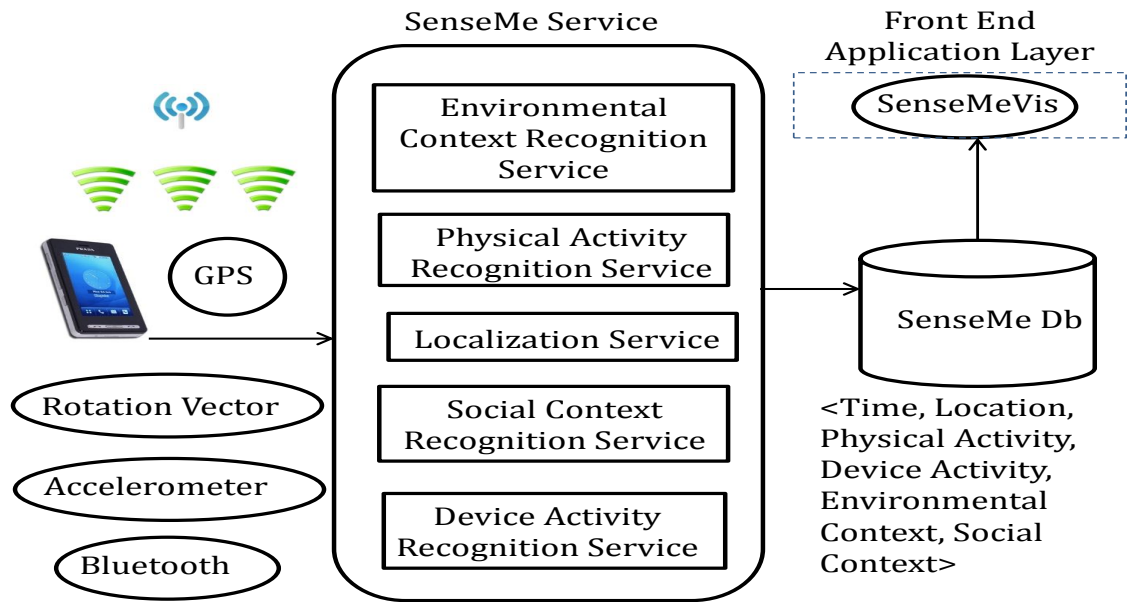 SenseMe Service
Environmental
Context Recognition
Service
Physical Activity
Recognition Service
Localization Service
Social Context
Recognition Service
Device Activity
Recognition Service
GPS
Rotation Vector
Accelerometer
Bluetooth
Front End
Application Layer
SenseMeVis
SenseMe Db
<Time, Location,
Physical Activity,
Device Activity,
Environmental
Context, Social
Context>